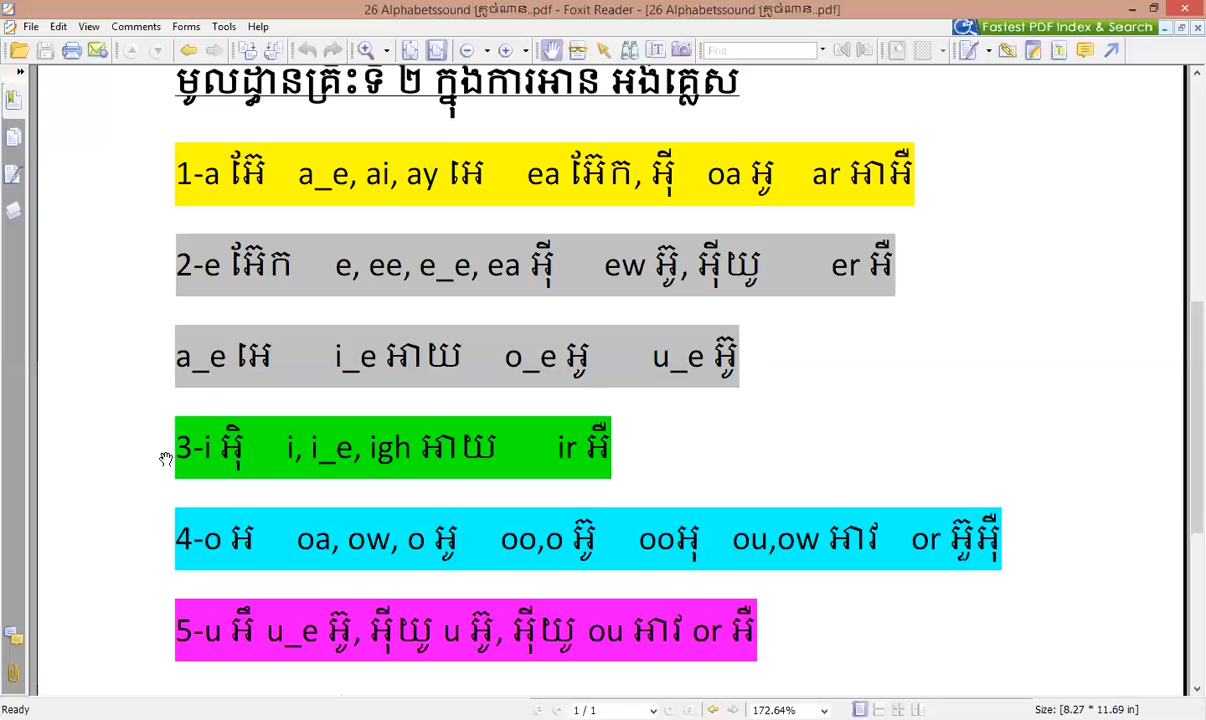 26 Alphabetssound គ្រូចំណាន..pdf - Foxit Reader - [26 Alphabetssound គ្រូចំណាន..pdf]
File Edit View Comments Forms Tools Help
Fastest PDF Index & Search
Find
មូលដ្ឋានគ្រឹះទី ២ ក្នុងការអាន អង់គ្លេស
1-a អ៊ែ a_e, ai, ay អេ ea អ៊ែក, អ៊ី oa អូ ar អាអឺ
2-e អ៊ែក e, ee, e_e, ea អ៊ី ew អ៊ូ, អ៊ីយូ er អឺ
a_e អេ i_e អាយ o_e អូ u_e អ៊ូ
3-i អ៊ិ i, i_e, igh អាយ ir អឺ
4-o អ oa, ow, o អូ oo,o អ៊ូ ooអុ ou,ow អាវ or អ៊ួអ៊ឺ
5-u អឹ u_e អ៊ូ, អ៊ីយូ u អ៊ូ, អ៊ីយូ ou អាវ or អឺ
Ready 1 / 1 172.64% Size: [8.27 * 11.69 in]